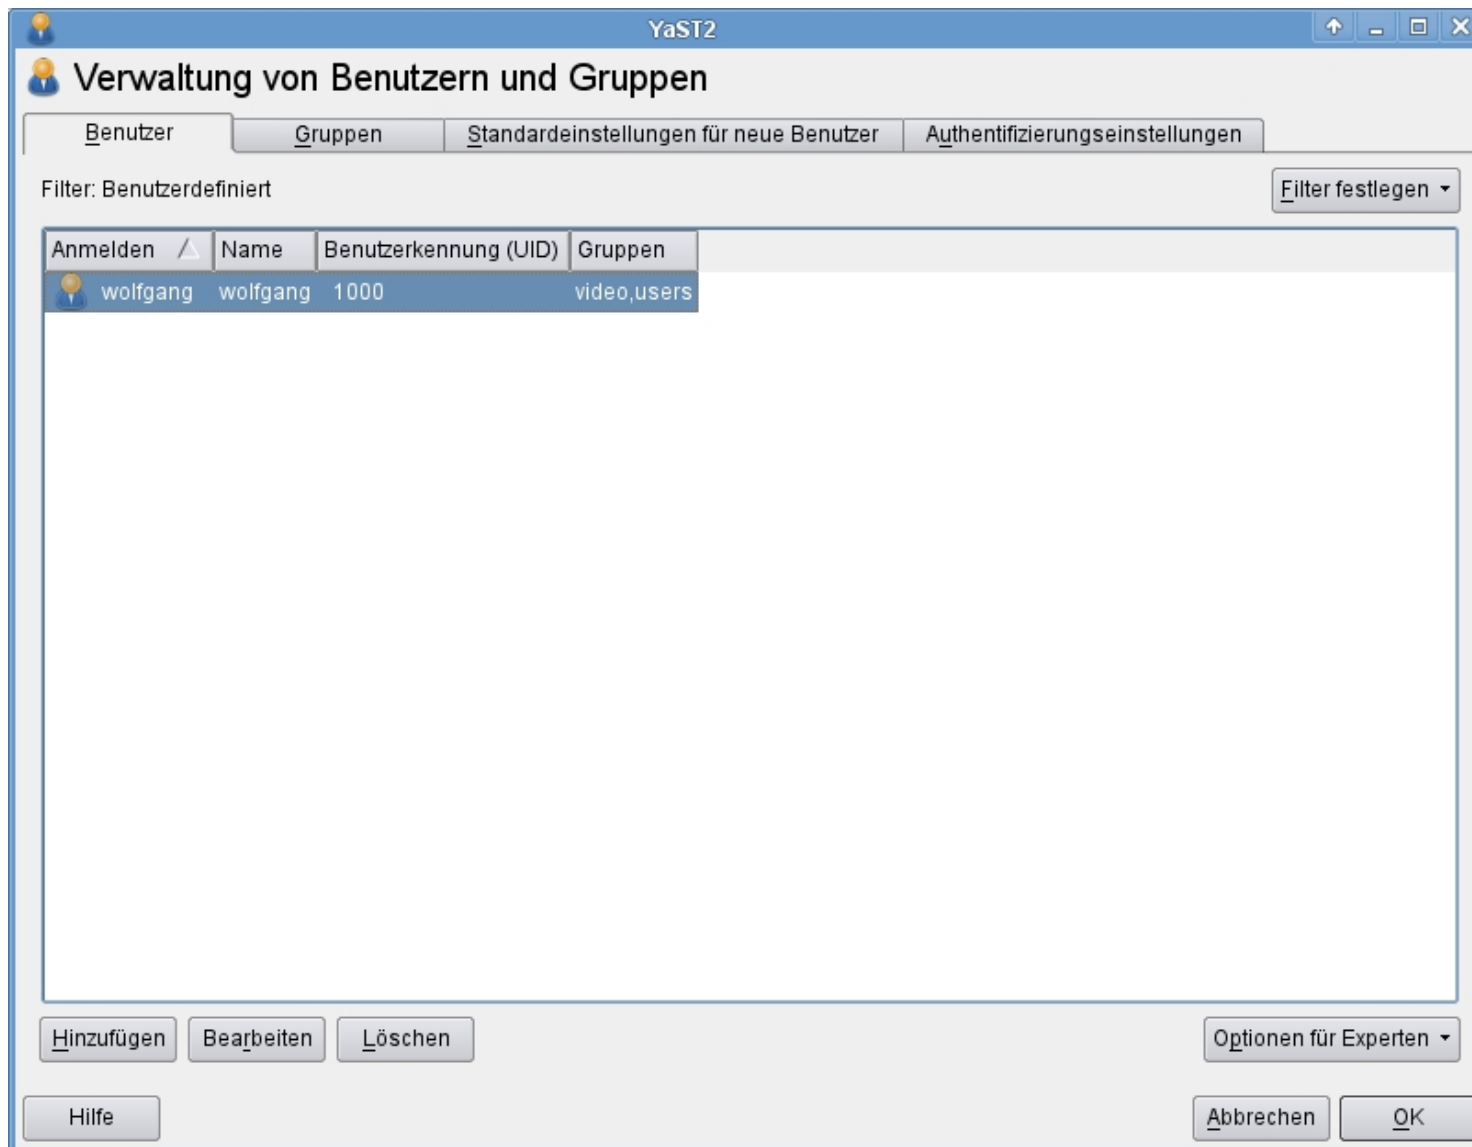 YaST2
Verwaltung von Benutzern und Gruppen
Benutzer Gruppen Standardeinstellungen für neue Benutzer Authentifizierungseinstellungen
Filter: Benutzerdefiniert Filter festlegen
Anmelden Name Benutzerkennung (UID) Gruppen
wolfgang wolfgang 1000 video,users
Hinzufügen Bearbeiten Löschen Optionen für Experten
Hilfe Abbrechen OK